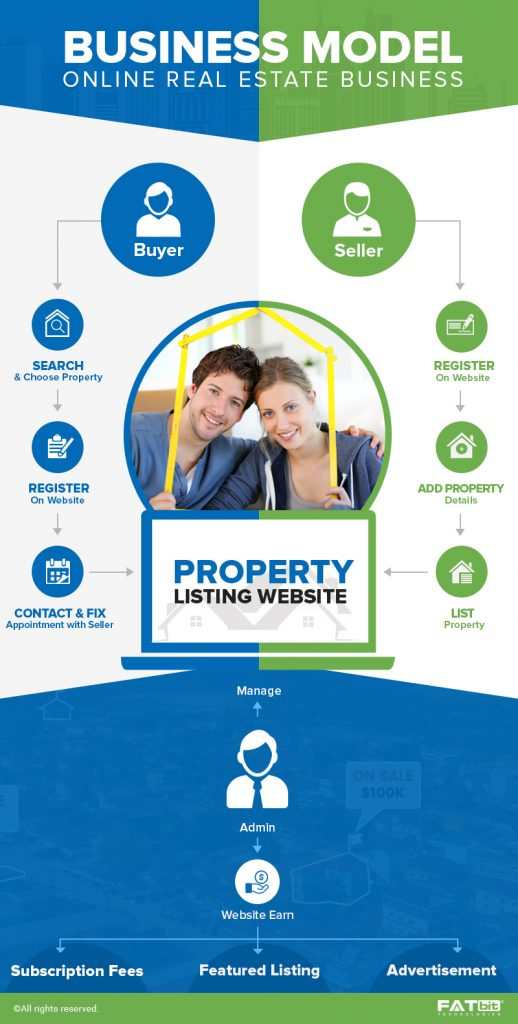 BUSINESS MODEL
ONLINE REAL ESTATE BUSINESS
Buyer
SEARCH
& Choose Property
REGISTER
On Website
CONTACT & FIX
Appointment with Seller
Seller
REGISTER
On Website
ADD PROPERTY
Details
LIST
Property
PROPERTY
LISTING WEBSITE
Manage
Admin
ON SALE
$100K
Website Earn
Subscription Fees
Featured Listing
Advertisement
©All rights reserved.
FATbit
TECHNOLOGIES